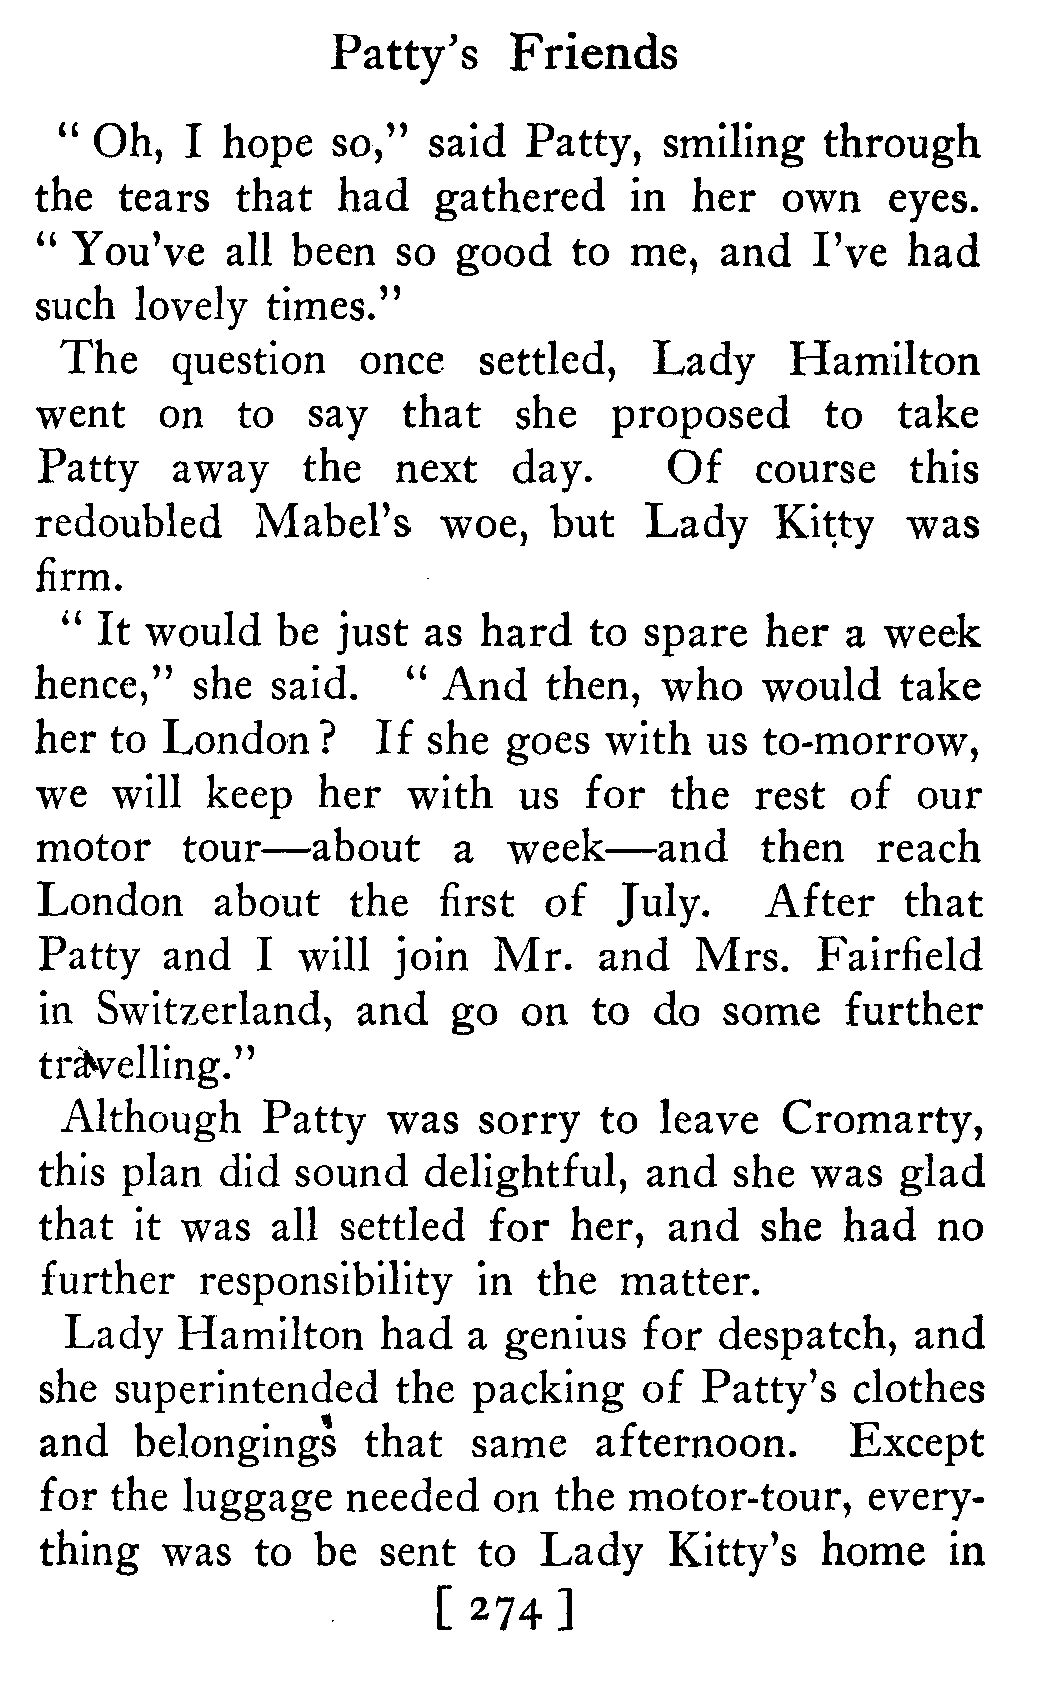 Patty's Friends
" Oh, I hope so," said Patty, smiling through
the tears that had gathered in her own eyes.
" You've all been so good to me, and I've had
such lovely times."
The question once settled, Lady Hamilton
went on to say that she proposed to take
Patty away the next day. Of course this
redoubled Mabel's woe, but Lady Kitty was
firm.
" It would be just as hard to spare her a week
hence," she said. " And then, who would take
her to London? If she goes with us to-morrow,
we will keep her with us for the rest of our
motor tour—about a week—and then reach
London about the first of July. After that
Patty and I will join Mr. and Mrs. Fairfield
in Switzerland, and go on to do some further
travelling."
Although Patty was sorry to leave Cromarty,
this plan did sound delightful, and she was glad
that it was all settled for her, and she had no
further responsibility in the matter.
Lady Hamilton had a genius for despatch, and
she superintended the packing of Patty's clothes
and belongings that same afternoon. Except
for the luggage needed on the motor-tour, every-
thing was to be sent to Lady Kitty's home in
[ 274 ]